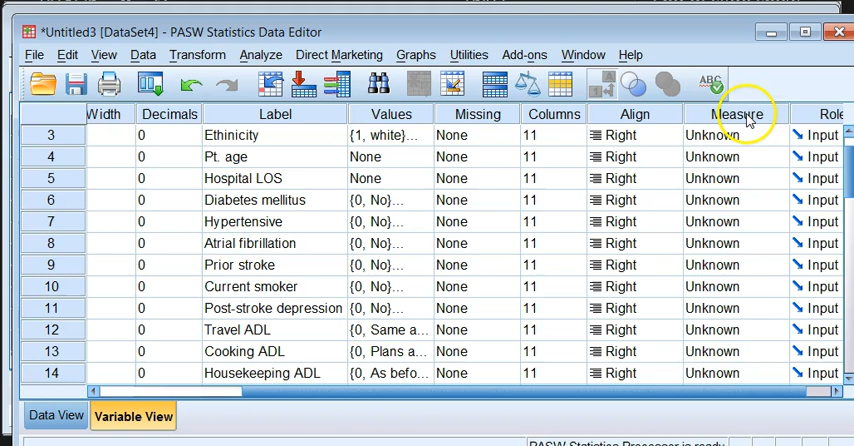 *Untitled3 [DataSet4] - PASW Statistics Data Editor
File Edit View Data Transform Analyze Direct Marketing Graphs Utilities Add-ons Window Help
A A 1 ABC
Width Decimals Label Values Missing Columns Align Measure Role
3 0 Ethinicity {1, white}... None 11 Right Unknown Input
4 0 Pt. age None None 11 Right Unknown Input
5 0 Hospital LOS None None 11 Right Unknown Input
6 0 Diabetes mellitus {0, No}... None 11 Right Unknown Input
7 0 Hypertensive {0, No}... None 11 Right Unknown Input
8 0 Atrial fibrillation {0, No}... None 11 Right Unknown Input
9 0 Prior stroke {0, No}... None 11 Right Unknown Input
10 0 Current smoker {0, No}... None 11 Right Unknown Input
11 0 Post-stroke depression {0, No}... None 11 Right Unknown Input
12 0 Travel ADL {0, Same a... None 11 Right Unknown Input
13 0 Cooking ADL {0, Plans a... None 11 Right Unknown Input
14 0 Housekeeping ADL {0, As befo... None 11 Right Unknown Input
Data View Variable View
PASW Statistics Processor is ready